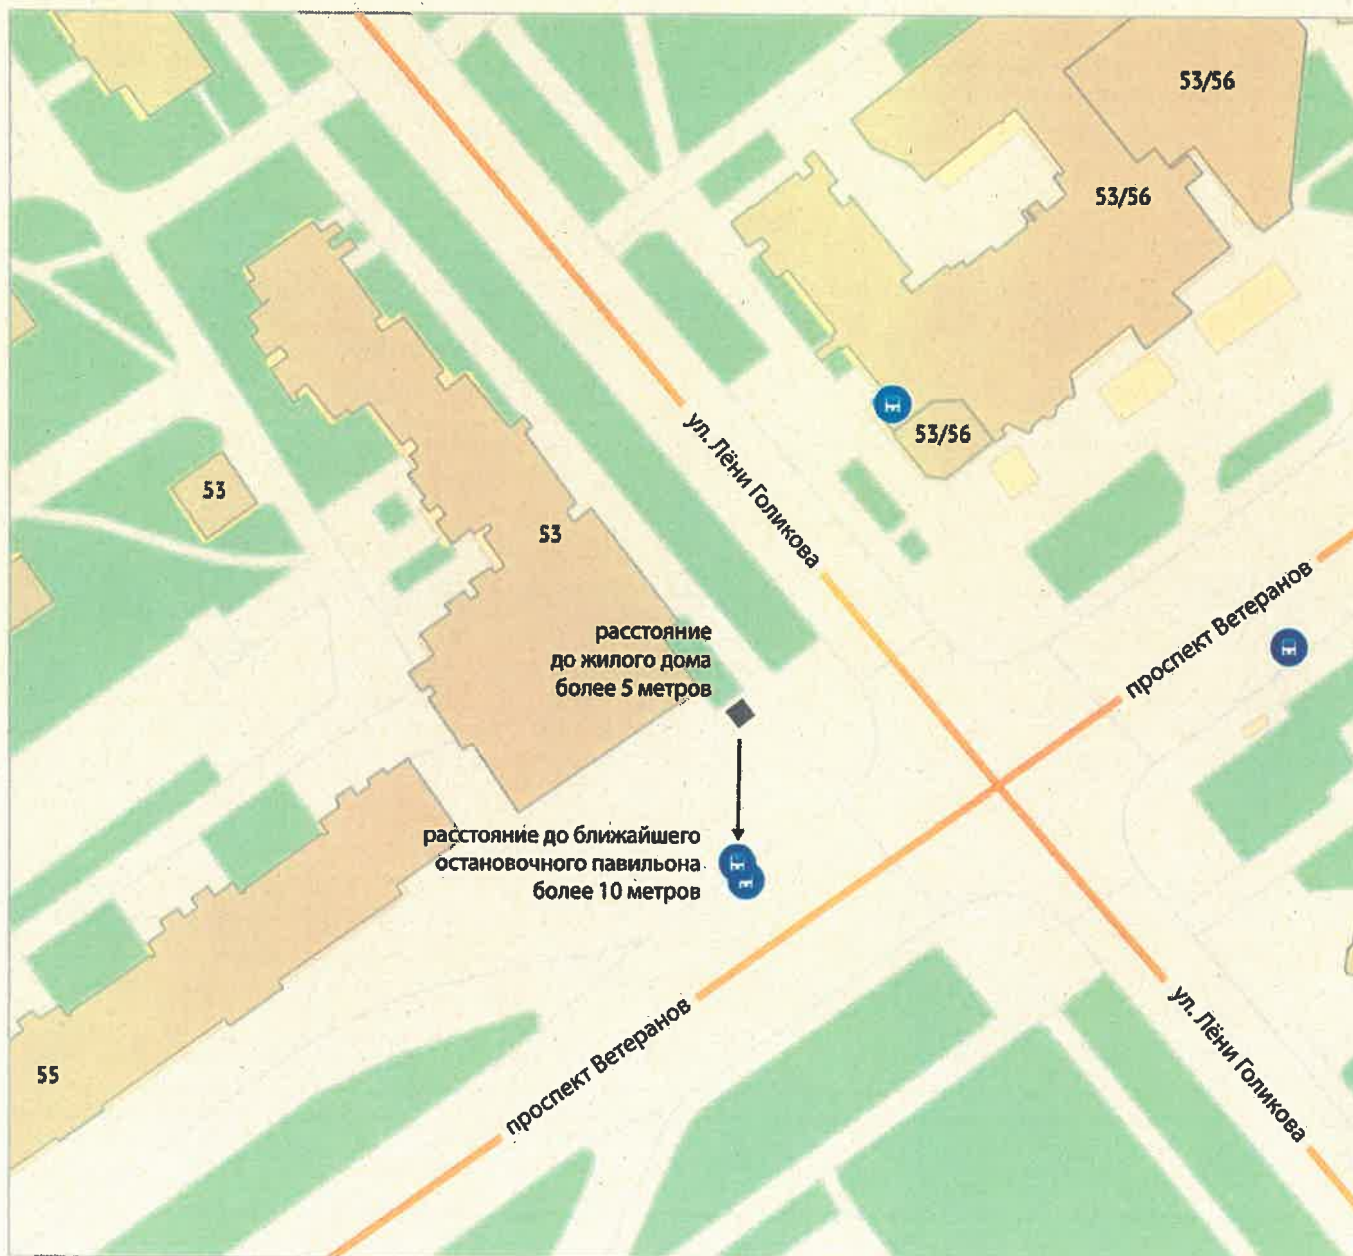 53/56
53/56
53/56
ул. Лёни Голикова
53
53
расстояние
до жилого дома
более 5 метров
проспект Ветеранов
расстояние до ближайшего
остановочного павильона
более 10 метров
проспект Ветеранов
ул. Лёни Голикова
55